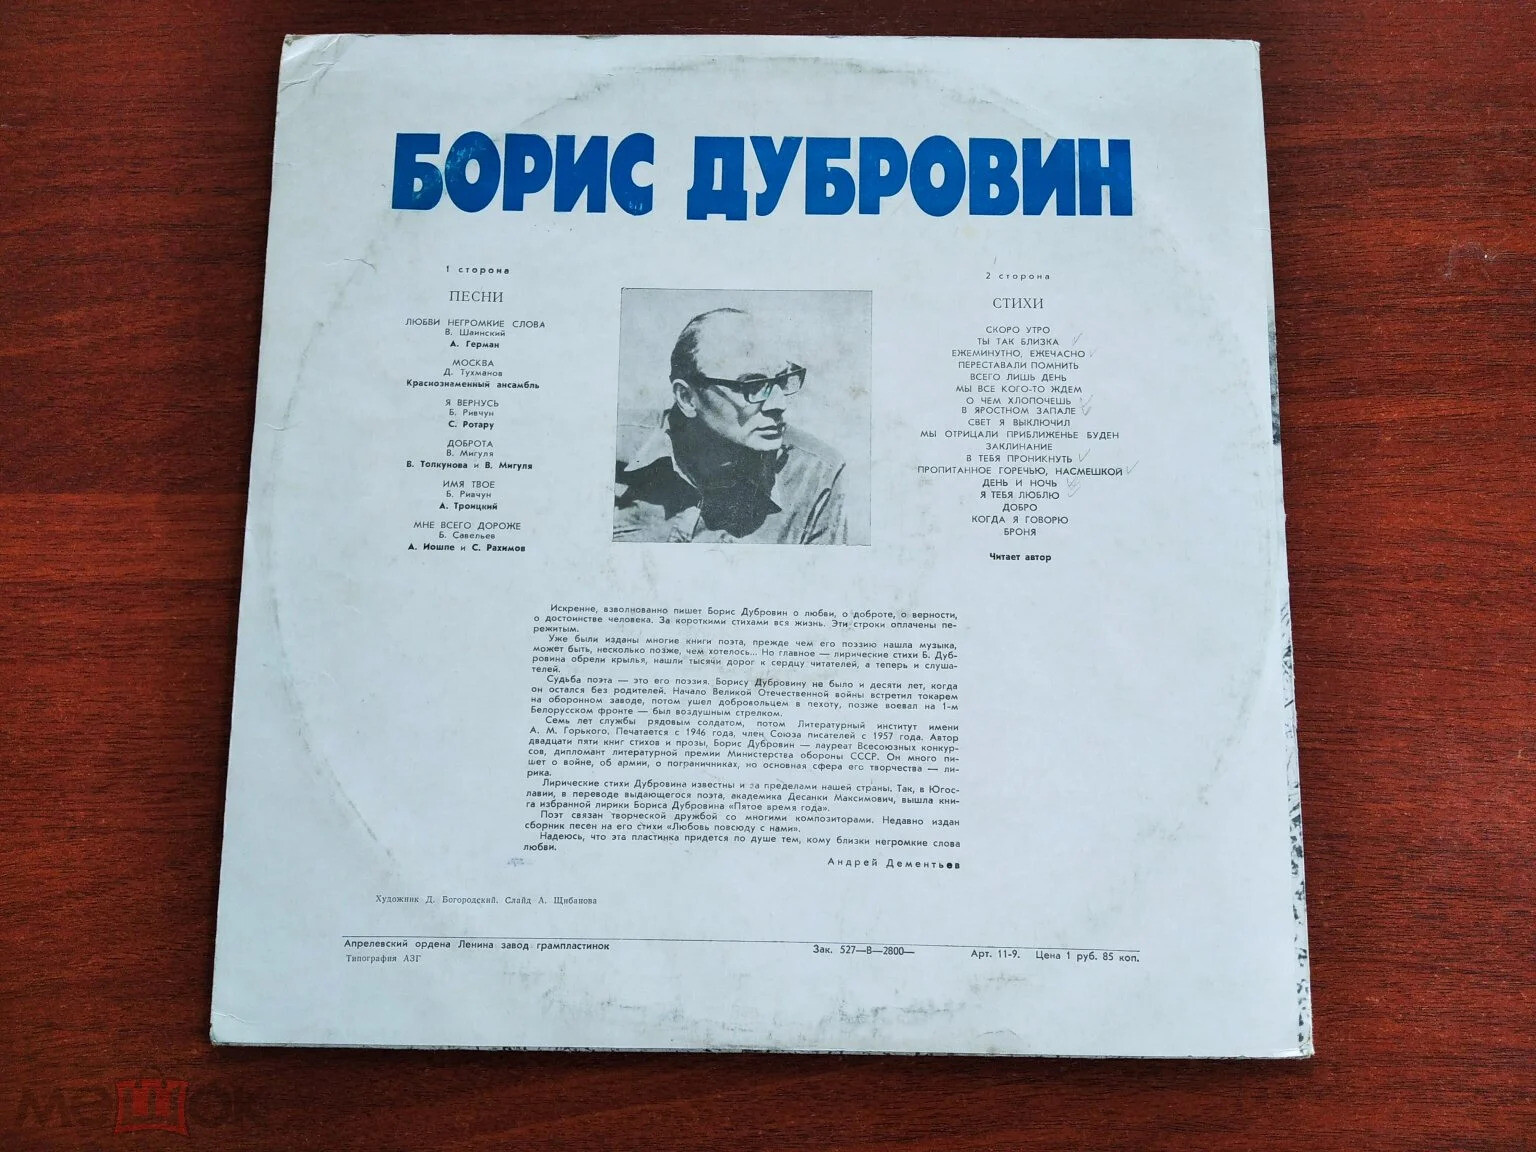 БОРИС ДУБРОВИН
1 сторона
ПЕСНИ
ЛЮБВИ НЕГРОМКИЕ СЛОВА
В. Шаинский
А. Герман
МОСКВА
Д. Тухманов
Краснознаменный ансамбль
Я ВЕРНУСЬ
Б. Ривчун
С. Ротару
ДОБРОТА
В. Мигуля
В. Толкунова и В. Мигуля
ИМЯ ТВОЕ
Б. Ривчун
А. Троицкий
МНЕ ВСЕГО ДОРОЖЕ
Б. Савельев
А. Иошпе и С. Рахимов
2 сторона
СТИХИ
СКОРО УТРО
ТЫ ТАК БЛИЗКА
ЕЖЕМИНУТНО, ЕЖЕЧАСНО
ПЕРЕСТАВАЛИ ПОМНИТЬ
ВСЕГО ЛИШЬ ДЕНЬ
МЫ ВСЕ КОГО-ТО ЖДЕМ
О ЧЕМ ХЛОПОЧЕШЬ
В ЯРОСТНОМ ЗАПАЛЕ
СВЕТ Я ВЫКЛЮЧИЛ
МЫ ОТРИЦАЛИ ПРИБЛИЖЕНЬЕ БУДЕН
ЗАКЛИНАНИЕ
В ТЕБЯ ПРОНИКНУТЬ
ПРОПИТАННОЕ ГОРЕЧЬЮ, НАСМЕШКОЙ
ДЕНЬ И НОЧЬ
Я ТЕБЯ ЛЮБЛЮ
ДОБРО
КОГДА Я ГОВОРЮ
БРОНЯ
Читает автор
Искренне, взволнованно пишет Борис Дубровин о любви, о доброте, о верности,
о достоинстве человека. За короткими стихами вся жизнь. Эти строки оплачены пе-
режитым.
Уже были изданы многие книги поэта, прежде чем его поэзию нашла музыка,
может быть, несколько позже, чем хотелось... Но главное — лирические стихи Б. Дуб-
ровина обрели крылья, нашли тысячи дорог к сердцу читателей, а теперь и слуша-
телей.
Судьба поэта — это его поэзия. Борису Дубровину не было и десяти лет, когда
он остался без родителей. Начало Великой Отечественной войны встретил токарем
на оборонном заводе, потом ушел добровольцем в пехоту, позже воевал на 1-м
Белорусском фронте — был воздушным стрелком.
Семь лет службы рядовым солдатом, потом Литературный институт имени
А. М. Горького. Печатается с 1946 года, член Союза писателей с 1957 года. Автор
двадцати пяти книг стихов и прозы, Борис Дубровин — лауреат Всесоюзных конкур-
сов, дипломант литературной премии Министерства обороны СССР. Он много пи-
шет о войне, об армии, о пограничниках, но основная сфера его творчества — ли-
рика.
Лирические стихи Дубровина известны и за пределами нашей страны. Так, в Югос-
лавии, в переводе выдающегося поэта, академика Десанки Максимович, вышла кни-
га избранной лирики Бориса Дубровина «Пятое время года».
Поэт связан творческой дружбой со многими композиторами. Недавно издан
сборник песен на его стихи «Любовь повсюду с нами».
Надеюсь, что эта пластинка придется по душе тем, кому близки негромкие слова
любви.
Андрей Дементьев
Художник Д. Богородский. Слайд А. Щибанова
Апрелевский ордена Ленина завод грампластинок
Зак. 527—В—2800—
Арт. 11-9. Цена 1 руб. 85 коп.
Типография АЗГ
мешок